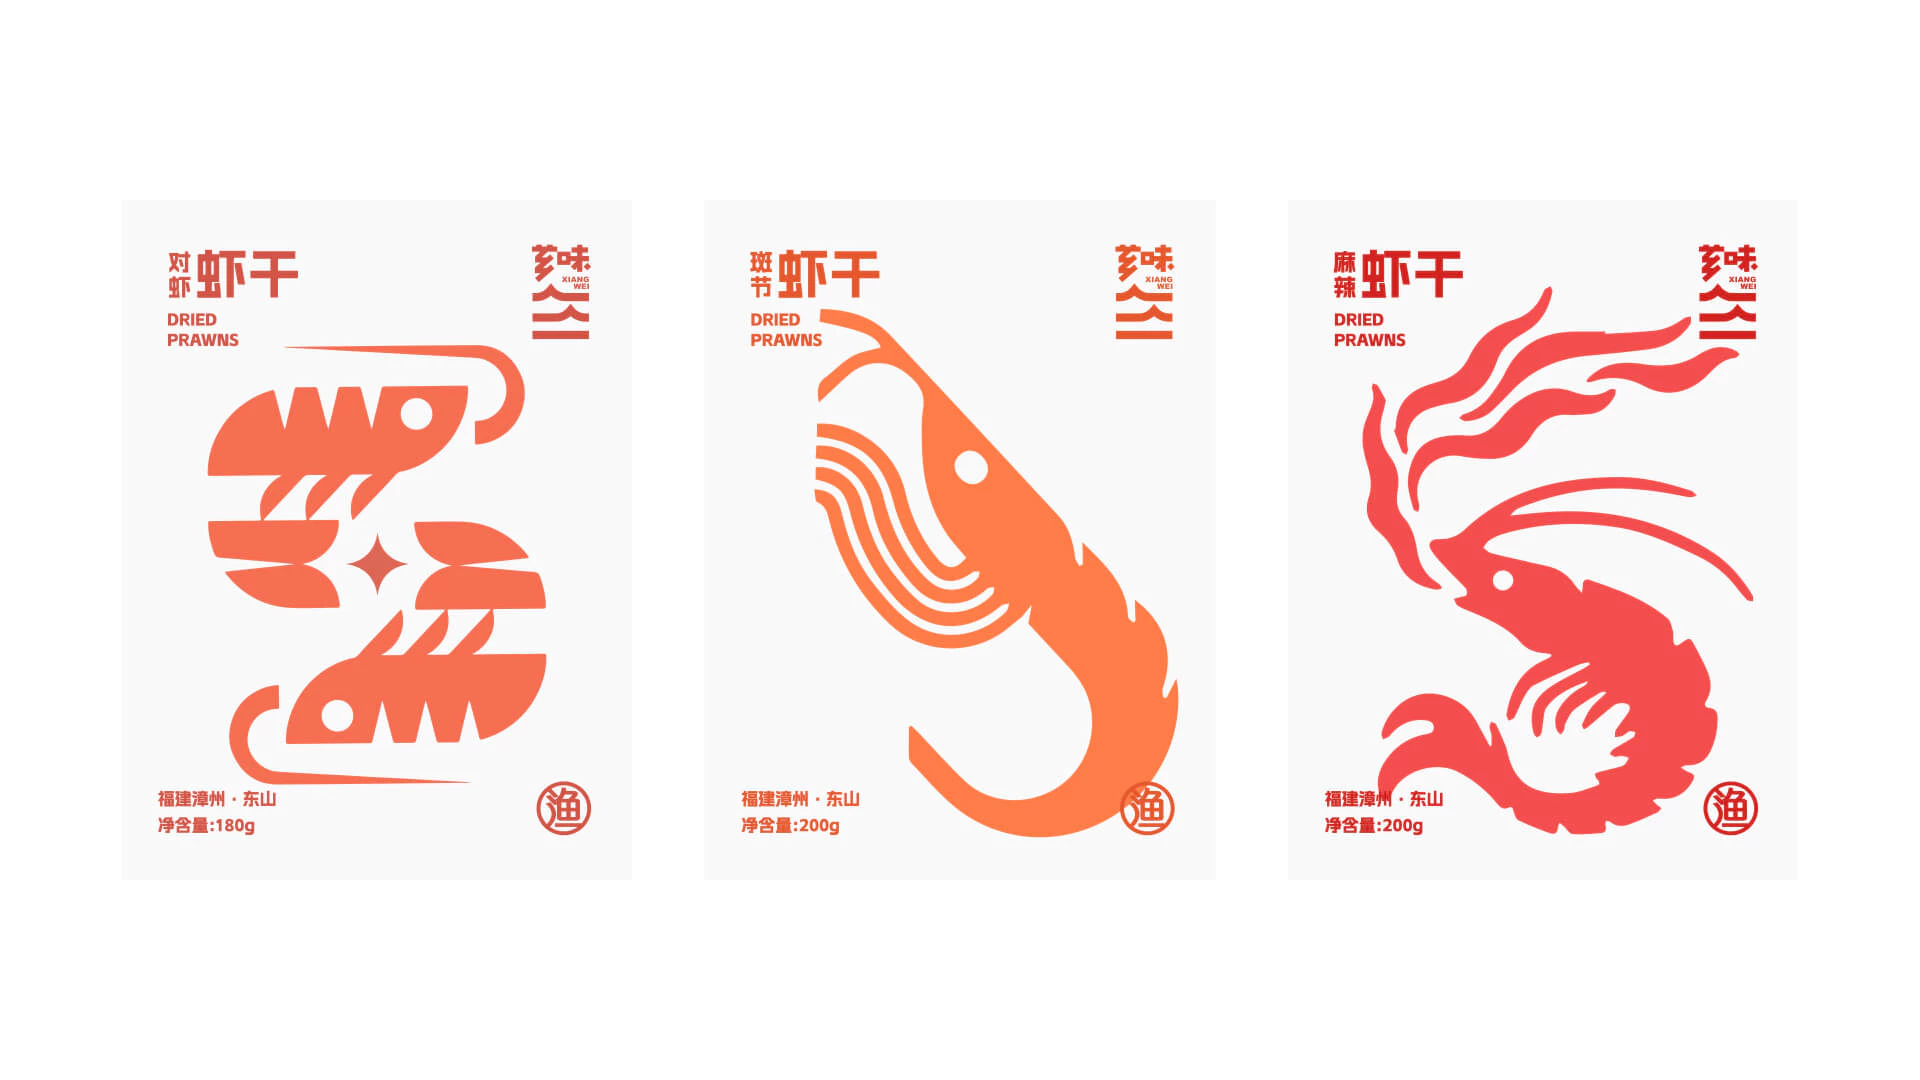 对虾 虾干
DRIED
PRAWNS
味
XIANG
WEI
福建漳州 · 东山
净含量:180g
渔
斑节 虾干
DRIED
PRAWNS
味
XIANG
WEI
福建漳州 · 东山
净含量:200g
渔
麻辣 虾干
DRIED
PRAWNS
味
XIANG
WEI
福建漳州 · 东山
净含量:200g
渔